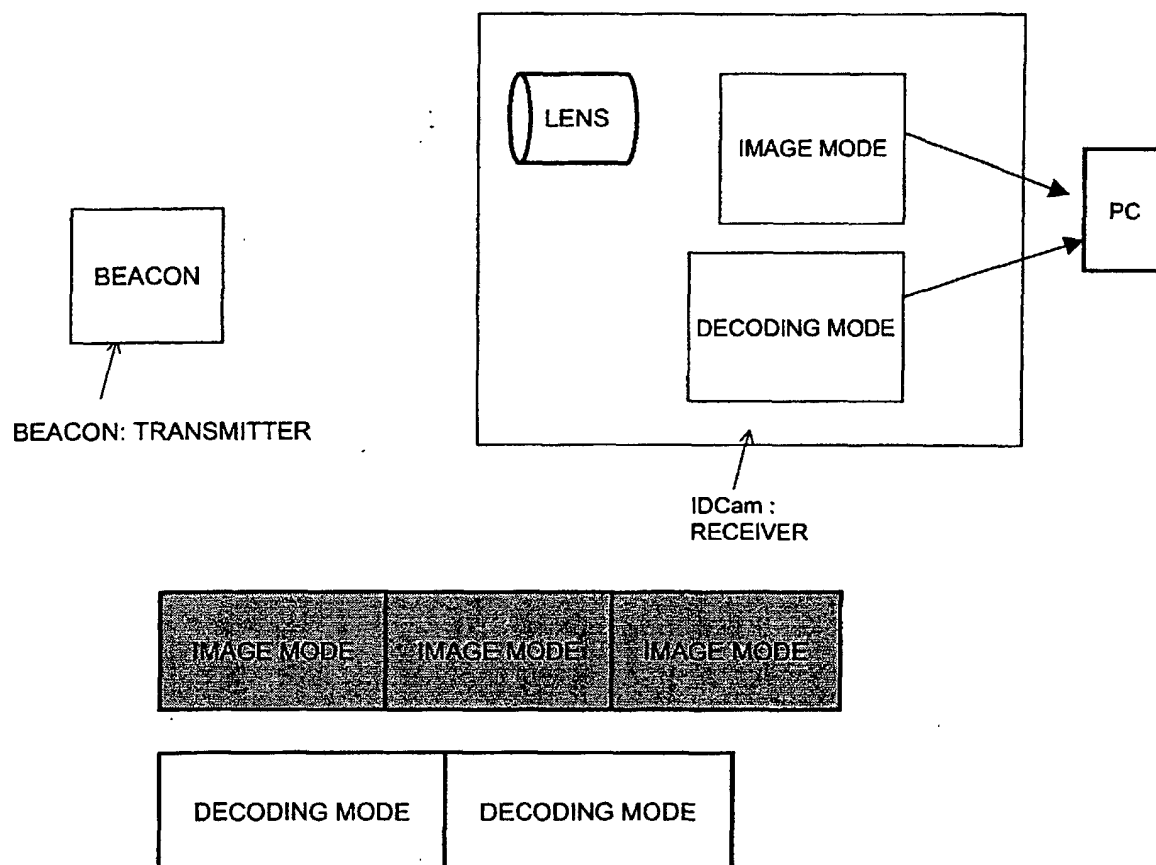 LENS
IMAGE MODE
PC
BEACON
DECODING MODE
BEACON: TRANSMITTER
IDCam :
RECEIVER
IMAGE MODE
IMAGE MODE
IMAGE MODE
DECODING MODE
DECODING MODE